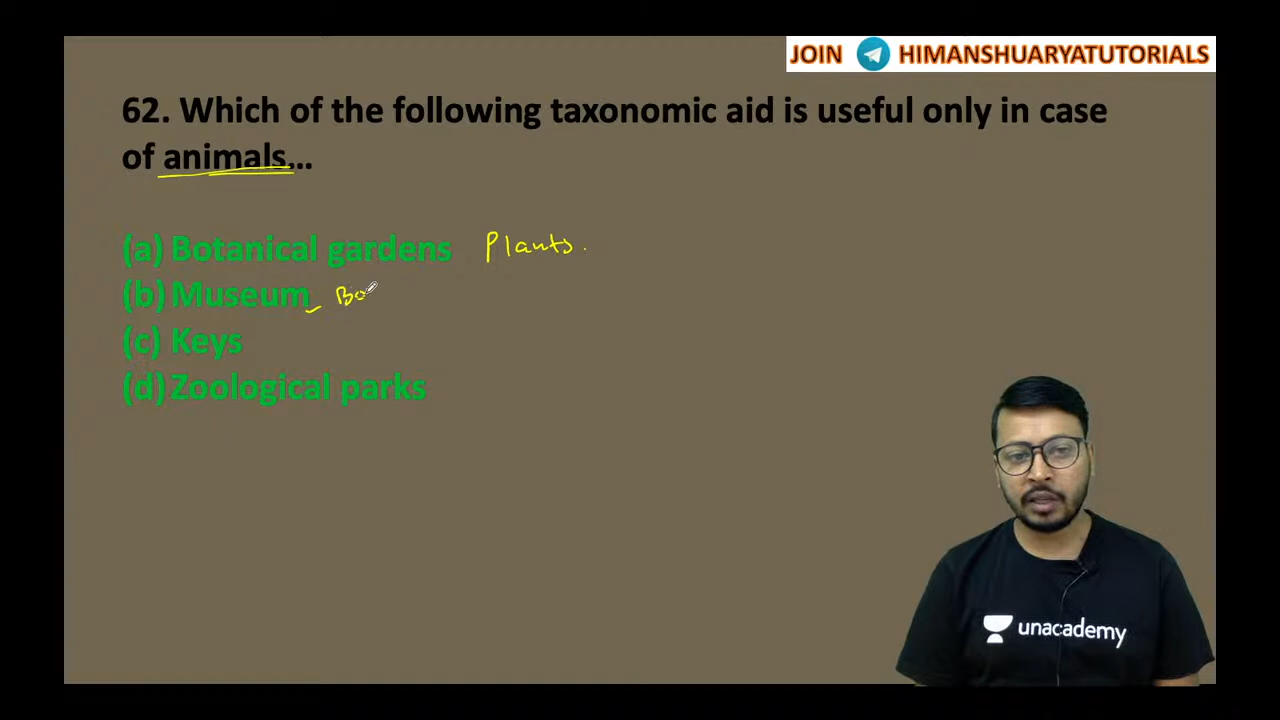 JOIN HIMANSHUARYATUTORIALS
62. Which of the following taxonomic aid is useful only in case
of animals...
(a) Botanical gardens Plants.
(b) Museum Bo
(c) Keys
(d) Zoological parks
unacademy